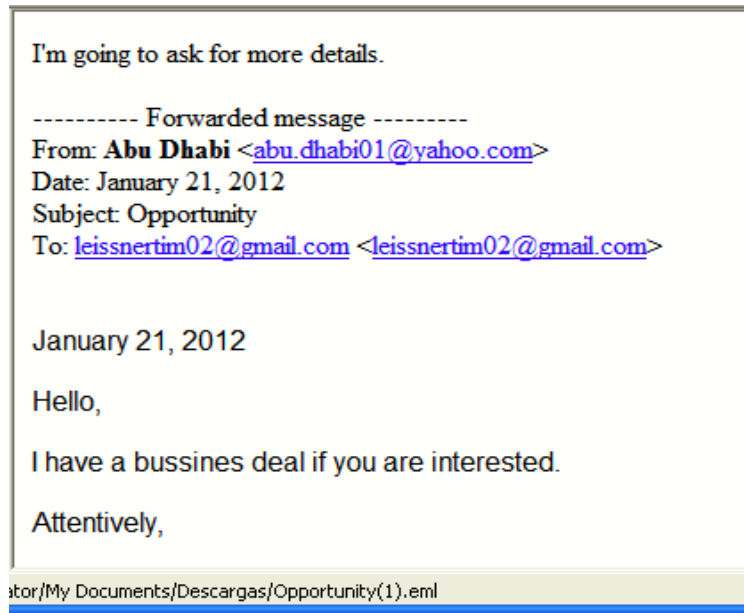 I'm going to ask for more details.
---------- Forwarded message ---------
From: Abu Dhabi <abu.dhabi01@yahoo.com>
Date: January 21, 2012
Subject: Opportunity
To: leissnertim02@gmail.com <leissnertim02@gmail.com>
January 21, 2012
Hello,
I have a bussines deal if you are interested.
Attentively,
ator/My Documents/Descargas/Opportunity(1).eml